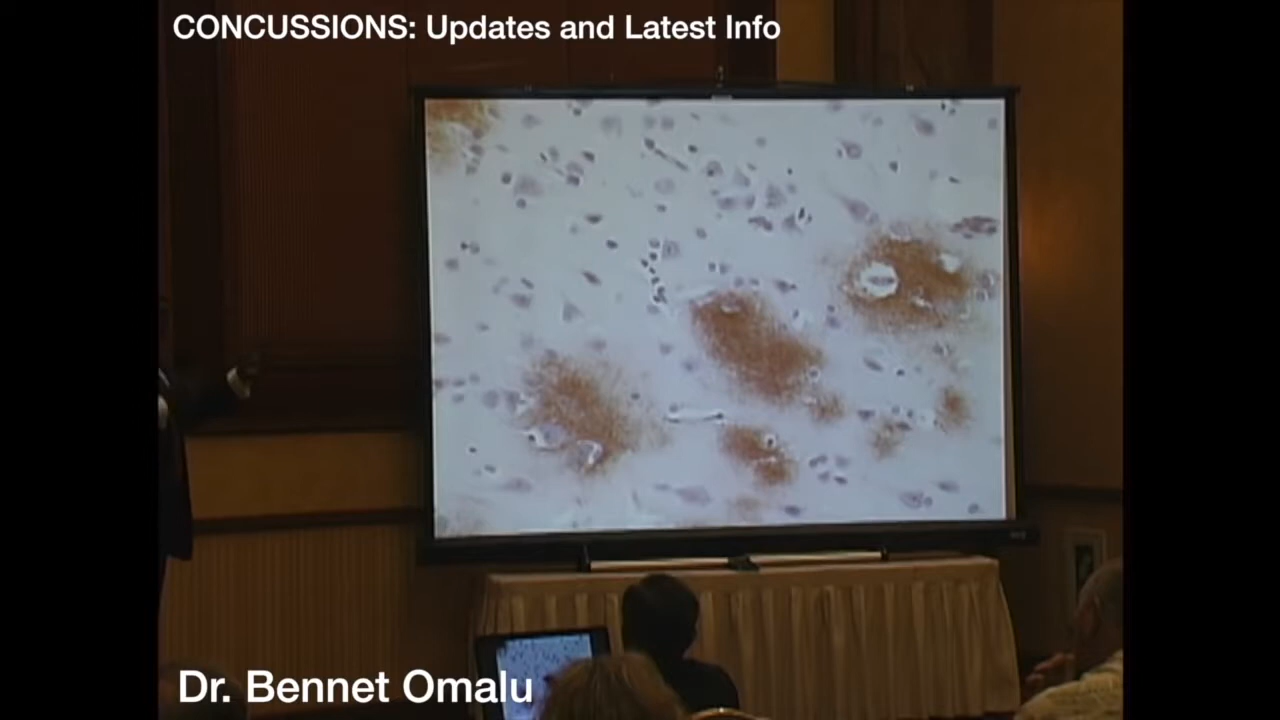 CONCUSSIONS: Updates and Latest Info
Dr. Bennet Omalu